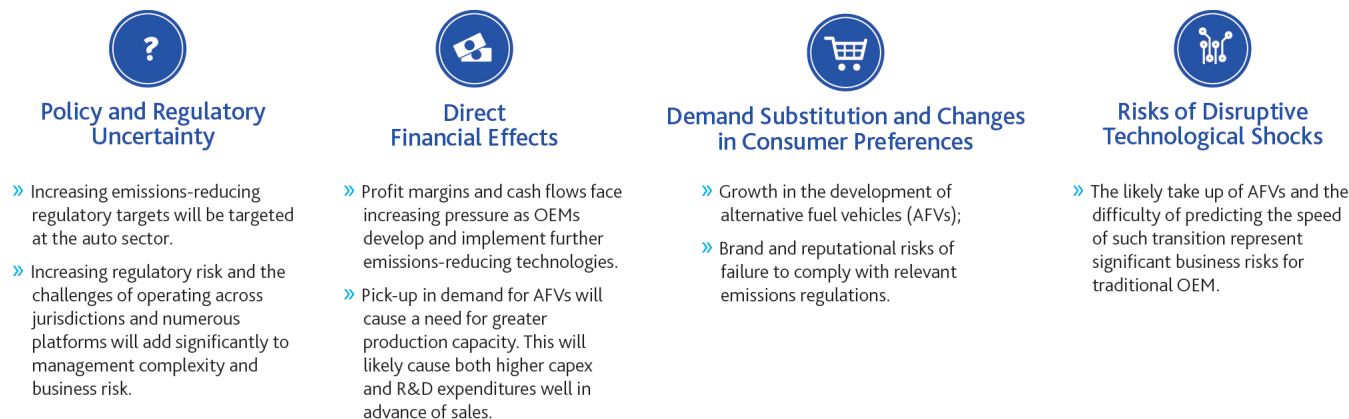 ?
Policy and Regulatory
Uncertainty
» Increasing emissions-reducing
regulatory targets will be targeted
at the auto sector.
» Increasing regulatory risk and the
challenges of operating across
jurisdictions and numerous
platforms will add significantly to
management complexity and
business risk.
Direct
Financial Effects
» Profit margins and cash flows face
increasing pressure as OEMs
develop and implement further
emissions-reducing technologies.
» Pick-up in demand for AFVs will
cause a need for greater
production capacity. This will
likely cause both higher capex
and R&D expenditures well in
advance of sales.
Demand Substitution and Changes
in Consumer Preferences
» Growth in the development of
alternative fuel vehicles (AFVs);
» Brand and reputational risks of
failure to comply with relevant
emissions regulations.
Risks of Disruptive
Technological Shocks
» The likely take up of AFVs and the
difficulty of predicting the speed
of such transition represent
significant business risks for
traditional OEM.